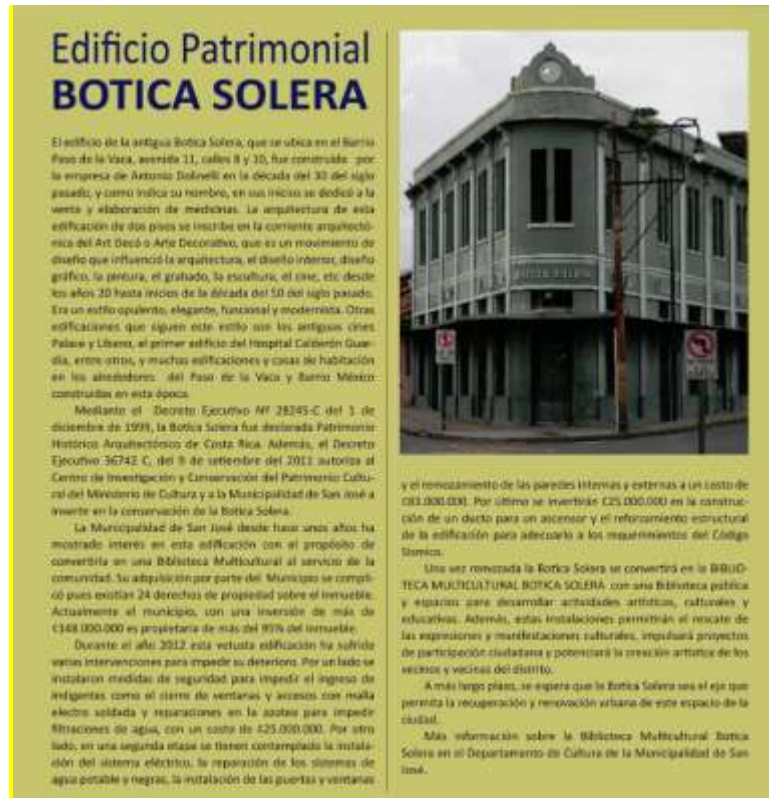 Edificio Patrimonial
BOTICA SOLERA
El edificio de la antigua Botica Solera, que se ubica en el Barrio
Paso de la Vaca, avenida 11, calles 8 y 10, fue construida por
la empresa de Antonio Dolinelli en la década del 30 del siglo
pasado, y como indica su nombre, en sus inicios se dedicó a la
venta y elaboración de medicinas. La arquitectura de esta
edificación de dos pisos se inscribe en la corriente arquitectó-
nica del Art Decó o Arte Decorativo, que es un movimiento de
diseño que influenció la arquitectura, el diseño interior, diseño
gráfico, la pintura, el grabado, la escultura, el cine, etc desde
los años 20 hasta inicios de la década del 50 del siglo pasado.
Era un estilo opulento, elegante, funcional y modernista. Otras
edificaciones que siguen este estilo son los antiguos cines
Palace y Líbano, el primer edificio del Hospital Calderón Guar-
dia, entre otros, y muchas edificaciones y casas de habitación
en los alrededores del Paso de la Vaca y Barrio México
construidas en esta época.
Mediante el Decreto Ejecutivo Nº 28245-C del 1 de
diciembre de 1999, la Botica Solera fue declarada Patrimonio
Histórico Arquitectónico de Costa Rica. Además, el Decreto
Ejecutivo 36742 C, del 9 de setiembre del 2011 autoriza al
Centro de Investigación y Conservación del Patrimonio Cultu-
ral del Ministerio de Cultura y a la Municipalidad de San José a
invertir en la conservación de la Botica Solera.
La Municipalidad de San José desde hace unos años ha
mostrado interés en esta edificación con el propósito de
convertirla en una Biblioteca Multicultural al servicio de la
comunidad. Su adquisición por parte del Municipio se compli-
có pues existían 24 derechos de propiedad sobre el inmueble.
Actualmente el municipio, con una inversión de más de
¢148.000.000 es propietaria de más del 95% del inmueble.
Durante el año 2012 esta vetusta edificación ha sufrido
varias intervenciones para impedir su deterioro. Por un lado se
instalaron medidas de seguridad para impedir el ingreso de
indigentes como el cierre de ventanas y accesos con malla
electro soldada y reparaciones en la azotea para impedir
filtraciones de agua, con un costo de ¢25.000.000. Por otro
lado, en una segunda etapa se tienen contemplado la instala-
ción del sistema eléctrico, la reparación de los sistemas de
agua potable y negras, la instalación de las puertas y ventanas
BOTICA SOLERA
y el remozamiento de las paredes internas y externas a un costo de
¢83.000.000. Por último se invertirán ¢25.000.000 en la construc-
ción de un ducto para un ascensor y el reforzamiento estructural
de la edificación para adecuarlo a los requerimientos del Código
Sísmico.
Una vez remozada la Botica Solera se convertirá en la BIBLIO-
TECA MULTICULTURAL BOTICA SOLERA con una Biblioteca pública
y espacios para desarrollar actividades artísticas, culturales y
educativas. Además, estas instalaciones permitirán el rescate de
las expresiones y manifestaciones culturales, impulsará proyectos
de participación ciudadana y potenciará la creación artística de los
vecinos y vecinas del distrito.
A más largo plazo, se espera que la Botica Solera sea el eje que
permita la recuperación y renovación urbana de este espacio de la
ciudad.
Más información sobre la Biblioteca Multicultural Botica
Solera en el Departamento de Cultura de la Municipalidad de San
José.